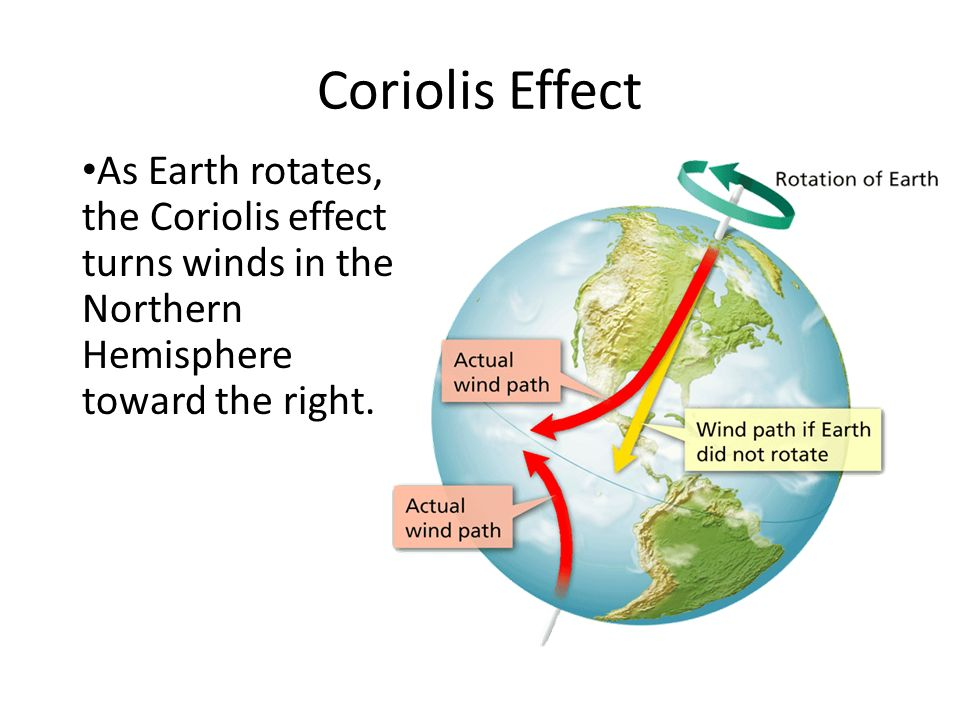 Coriolis Effect
•As Earth rotates,
the Coriolis effect
turns winds in the
Northern
Hemisphere
toward the right.
Rotation of Earth
Actual
wind path
Wind path if Earth
did not rotate
Actual
wind path